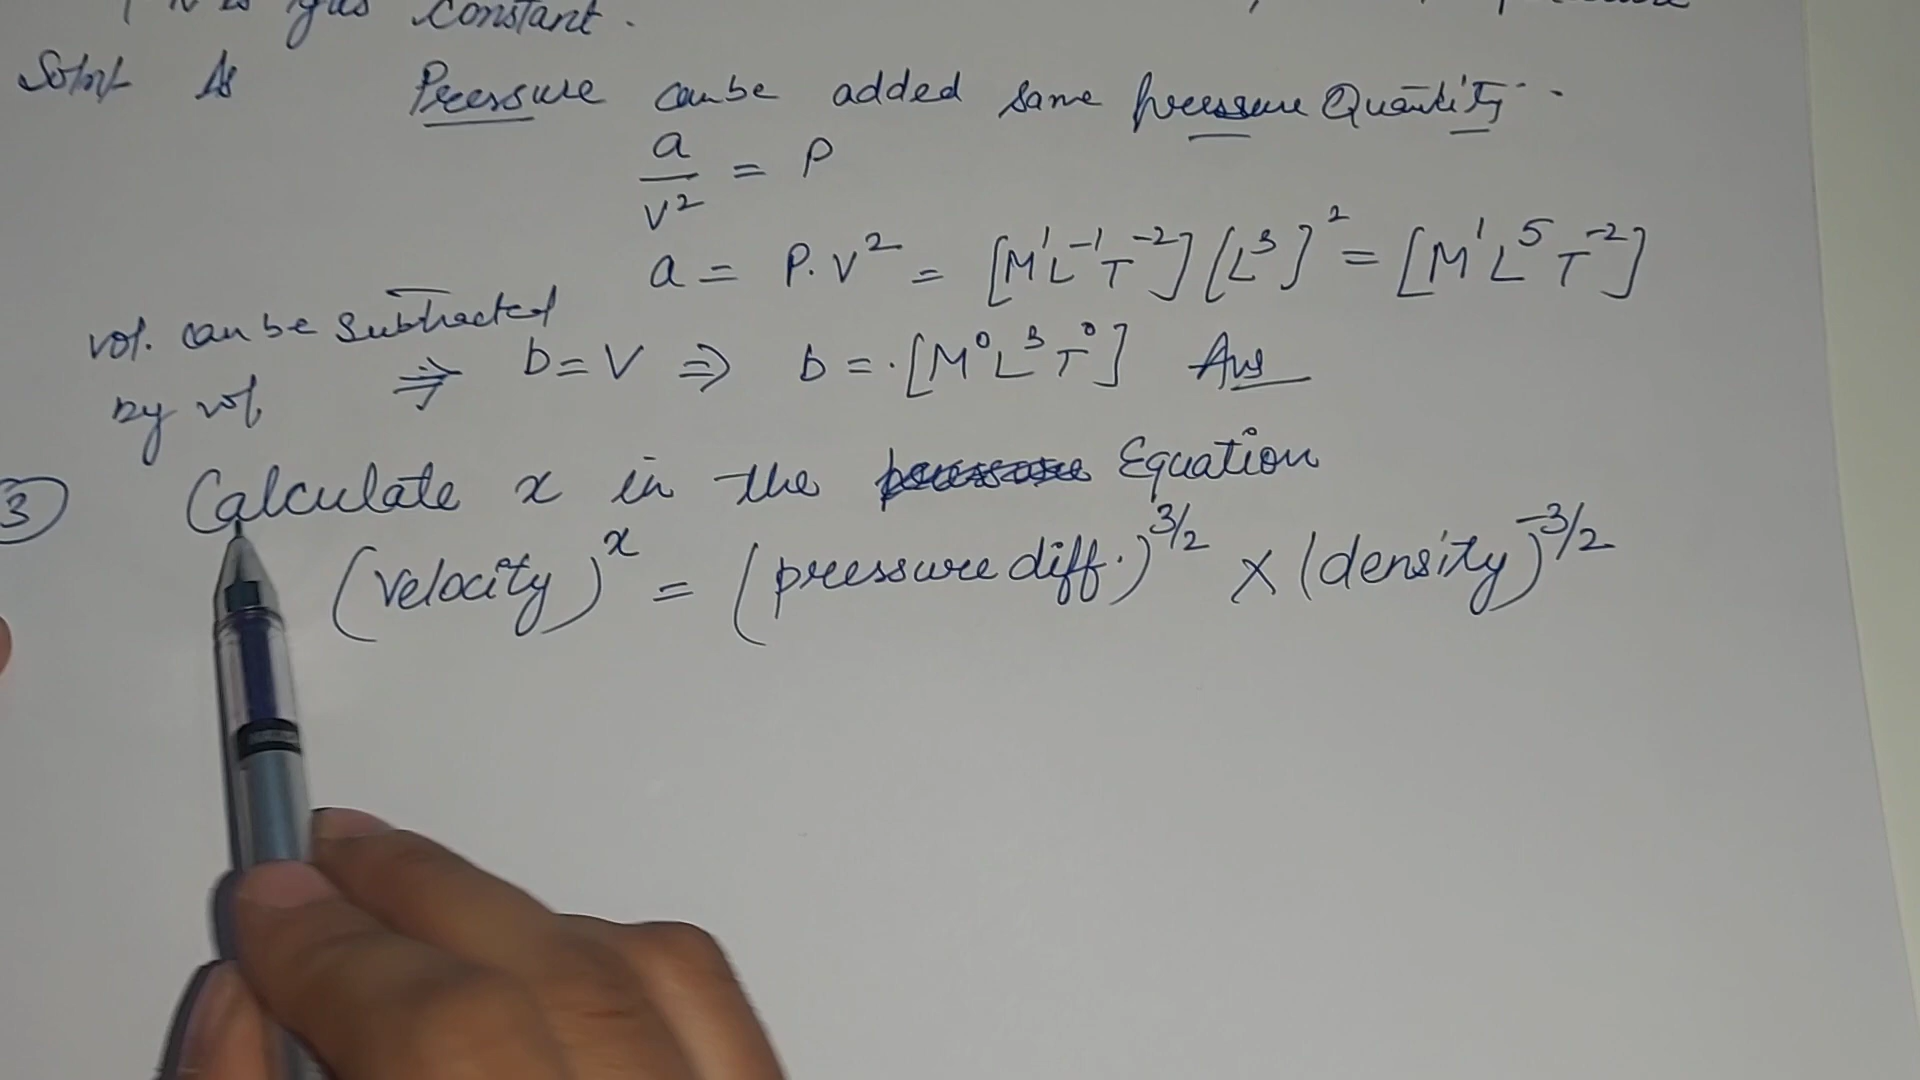 gas constant.
Soln/- As Pressure can be added same pressure Quantity.
a/V² = P
a = P.V² = [M¹L⁻¹T⁻²][L³]² = [M¹L⁵T⁻²]
vol. can be subtracted
by vol ⇒ b=V ⇒ b = [M⁰L³T⁰] Ans
③ Calculate x in the Equation
(velocity)ˣ = (pressure diff.)^3/2 × (density)^-3/2